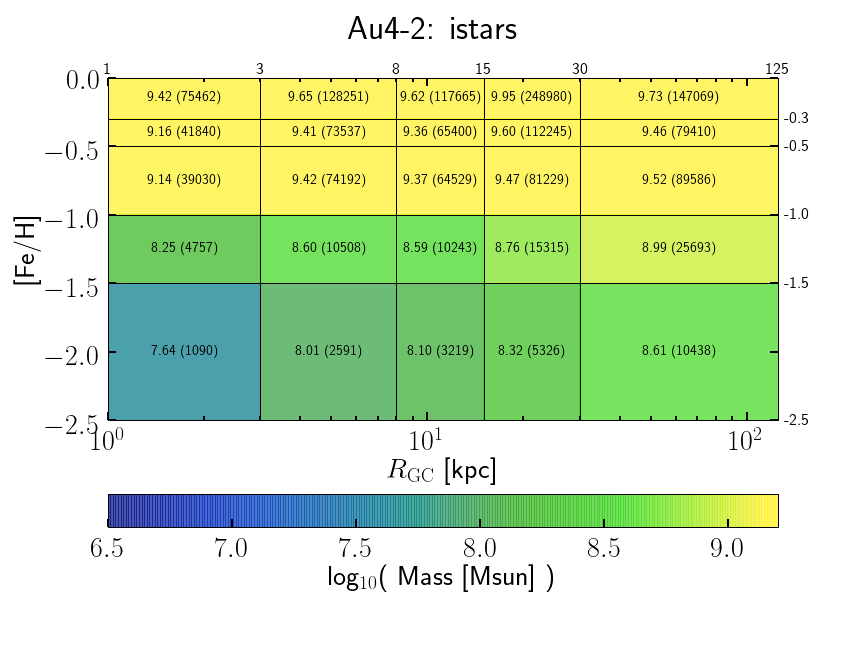 Au4-2: istars
1 3 8 15 30 125
0.0
9.42 (75462) 9.65 (128251) 9.62 (117665) 9.95 (248980) 9.73 (147069)
-0.3
9.16 (41840) 9.41 (73537) 9.36 (65400) 9.60 (112245) 9.46 (79410)
−0.5 -0.5
9.14 (39030) 9.42 (74192) 9.37 (64529) 9.47 (81229) 9.52 (89586)
−1.0 -1.0
[Fe/H]
8.25 (4757) 8.60 (10508) 8.59 (10243) 8.76 (15315) 8.99 (25693)
−1.5 -1.5
−2.0 7.64 (1090) 8.01 (2591) 8.10 (3219) 8.32 (5326) 8.61 (10438)
−2.5 -2.5
10⁰ 10¹ 10²
R_GC [kpc]
6.5 7.0 7.5 8.0 8.5 9.0
log₁₀( Mass [Msun] )